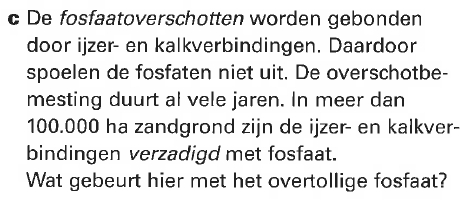 c De fosfaatoverschotten worden gebonden
door ijzer- en kalkverbindingen. Daardoor
spoelen de fosfaten niet uit. De overschotbe-
mesting duurt al vele jaren. In meer dan
100.000 ha zandgrond zijn de ijzer- en kalkver-
bindingen verzadigd met fosfaat.
Wat gebeurt hier met het overtollige fosfaat?